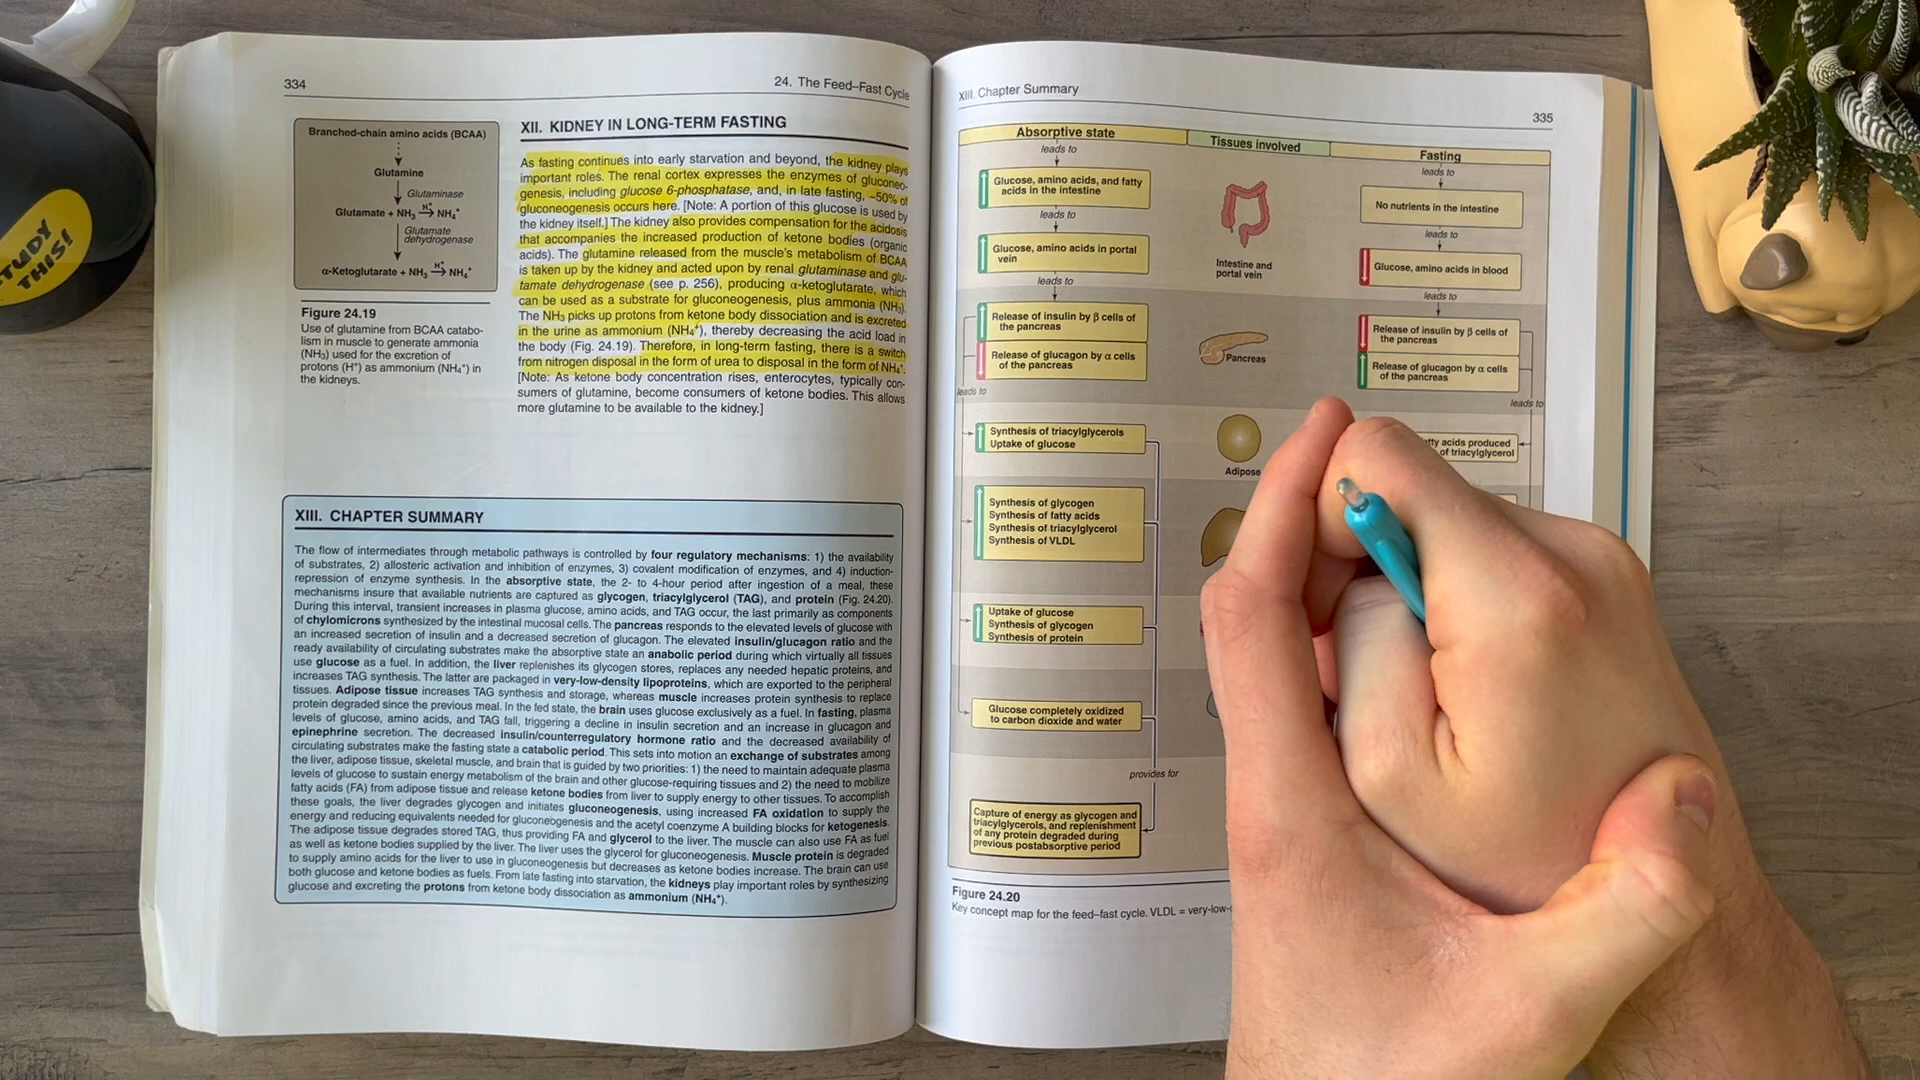 STUDY
THIS!
334
24. The Feed–Fast Cycle
Branched-chain amino acids (BCAA)
Glutamine
Glutaminase
Glutamate + NH₃ H⁺ NH₄⁺
Glutamate
dehydrogenase
α-Ketoglutarate + NH₃ H⁺ NH₄⁺
Figure 24.19
Use of glutamine from BCAA catabo-
lism in muscle to generate ammonia
(NH₃) used for the excretion of
protons (H⁺) as ammonium (NH₄⁺) in
the kidneys.
XII. KIDNEY IN LONG-TERM FASTING
As fasting continues into early starvation and beyond, the kidney plays
important roles. The renal cortex expresses the enzymes of gluconeo-
genesis, including glucose 6-phosphatase, and, in late fasting, ~50% of
gluconeogenesis occurs here. [Note: A portion of this glucose is used by
the kidney itself.] The kidney also provides compensation for the acidosis
that accompanies the increased production of ketone bodies (organic
acids). The glutamine released from the muscle's metabolism of BCAA
is taken up by the kidney and acted upon by renal glutaminase and glu-
tamate dehydrogenase (see p. 256), producing α-ketoglutarate, which
can be used as a substrate for gluconeogenesis, plus ammonia (NH₃).
The NH₃ picks up protons from ketone body dissociation and is excreted
in the urine as ammonium (NH₄⁺), thereby decreasing the acid load in
the body (Fig. 24.19). Therefore, in long-term fasting, there is a switch
from nitrogen disposal in the form of urea to disposal in the form of NH₄⁺.
[Note: As ketone body concentration rises, enterocytes, typically con-
sumers of glutamine, become consumers of ketone bodies. This allows
more glutamine to be available to the kidney.]
XIII. CHAPTER SUMMARY
The flow of intermediates through metabolic pathways is controlled by four regulatory mechanisms: 1) the availability
of substrates, 2) allosteric activation and inhibition of enzymes, 3) covalent modification of enzymes, and 4) induction-
repression of enzyme synthesis. In the absorptive state, the 2- to 4-hour period after ingestion of a meal, these
mechanisms insure that available nutrients are captured as glycogen, triacylglycerol (TAG), and protein (Fig. 24.20).
During this interval, transient increases in plasma glucose, amino acids, and TAG occur, the last primarily as components
of chylomicrons synthesized by the intestinal mucosal cells. The pancreas responds to the elevated levels of glucose with
an increased secretion of insulin and a decreased secretion of glucagon. The elevated insulin/glucagon ratio and the
ready availability of circulating substrates make the absorptive state an anabolic period during which virtually all tissues
use glucose as a fuel. In addition, the liver replenishes its glycogen stores, replaces any needed hepatic proteins, and
increases TAG synthesis. The latter are packaged in very-low-density lipoproteins, which are exported to the peripheral
tissues. Adipose tissue increases TAG synthesis and storage, whereas muscle increases protein synthesis to replace
protein degraded since the previous meal. In the fed state, the brain uses glucose exclusively as a fuel. In fasting, plasma
levels of glucose, amino acids, and TAG fall, triggering a decline in insulin secretion and an increase in glucagon and
epinephrine secretion. The decreased insulin/counterregulatory hormone ratio and the decreased availability of
circulating substrates make the fasting state a catabolic period. This sets into motion an exchange of substrates among
the liver, adipose tissue, skeletal muscle, and brain that is guided by two priorities: 1) the need to maintain adequate plasma
levels of glucose to sustain energy metabolism of the brain and other glucose-requiring tissues and 2) the need to mobilize
fatty acids (FA) from adipose tissue and release ketone bodies from liver to supply energy to other tissues. To accomplish
these goals, the liver degrades glycogen and initiates gluconeogenesis, using increased FA oxidation to supply the
energy and reducing equivalents needed for gluconeogenesis and the acetyl coenzyme A building blocks for ketogenesis.
The adipose tissue degrades stored TAG, thus providing FA and glycerol to the liver. The muscle can also use FA as fuel
as well as ketone bodies supplied by the liver. The liver uses the glycerol for gluconeogenesis. Muscle protein is degraded
to supply amino acids for the liver to use in gluconeogenesis but decreases as ketone bodies increase. The brain can use
both glucose and ketone bodies as fuels. From late fasting into starvation, the kidneys play important roles by synthesizing
glucose and excreting the protons from ketone body dissociation as ammonium (NH₄⁺).
XIII. Chapter Summary
335
Absorptive state
Tissues involved
Fasting
leads to
Glucose, amino acids, and fatty
acids in the intestine
leads to
Glucose, amino acids in portal
vein
leads to
Release of insulin by β cells of
the pancreas
Release of glucagon by α cells
of the pancreas
leads to
Synthesis of triacylglycerols
Uptake of glucose
Synthesis of glycogen
Synthesis of fatty acids
Synthesis of triacylglycerol
Synthesis of VLDL
Uptake of glucose
Synthesis of glycogen
Synthesis of protein
Glucose completely oxidized
to carbon dioxide and water
provides for
Capture of energy as glycogen and
triacylglycerols, and replenishment
of any protein degraded during
previous postabsorptive period
Intestine and
portal vein
Pancreas
Adipose
leads to
No nutrients in the intestine
leads to
Glucose, amino acids in blood
leads to
Release of insulin by β cells of
the pancreas
Release of glucagon by α cells
of the pancreas
leads to
acids produced
of triacylglycerol
Figure 24.20
Key concept map for the feed–fast cycle. VLDL = very-low-